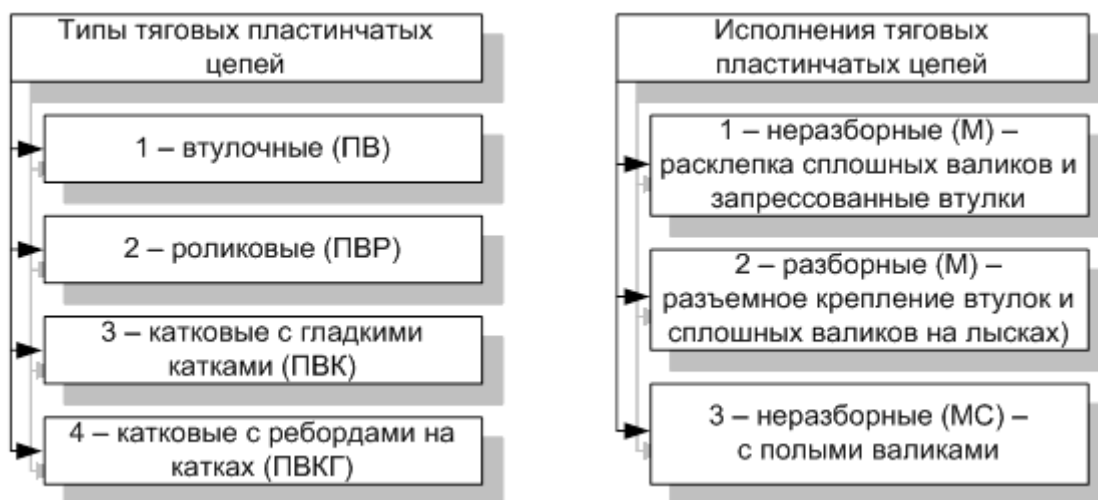 Типы тяговых пластинчатых
цепей
1 – втулочные (ПВ)
2 – роликовые (ПВР)
3 – катковые с гладкими
катками (ПВК)
4 – катковые с ребордами на
катках (ПВКГ)
Исполнения тяговых
пластинчатых цепей
1 – неразборные (М) –
расклепка сплошных валиков и
запрессованные втулки
2 – разборные (М) –
разъемное крепление втулок и
сплошных валиков на лысках)
3 – неразборные (МС) –
с полыми валиками